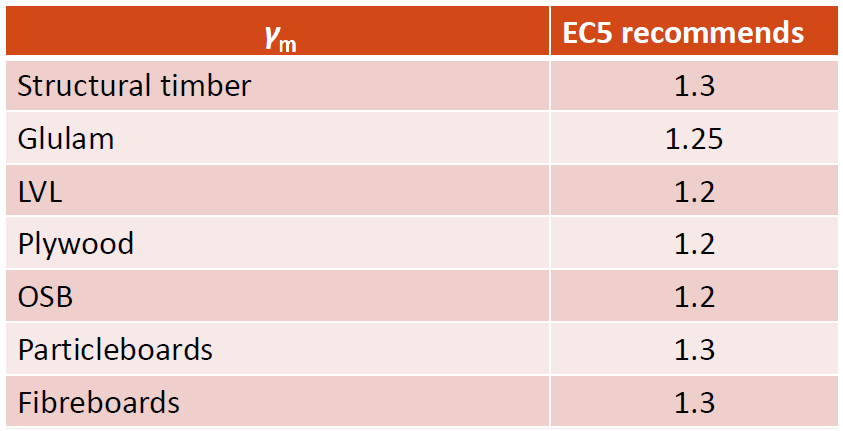 γm EC5 recommends
Structural timber 1.3
Glulam 1.25
LVL 1.2
Plywood 1.2
OSB 1.2
Particleboards 1.3
Fibreboards 1.3